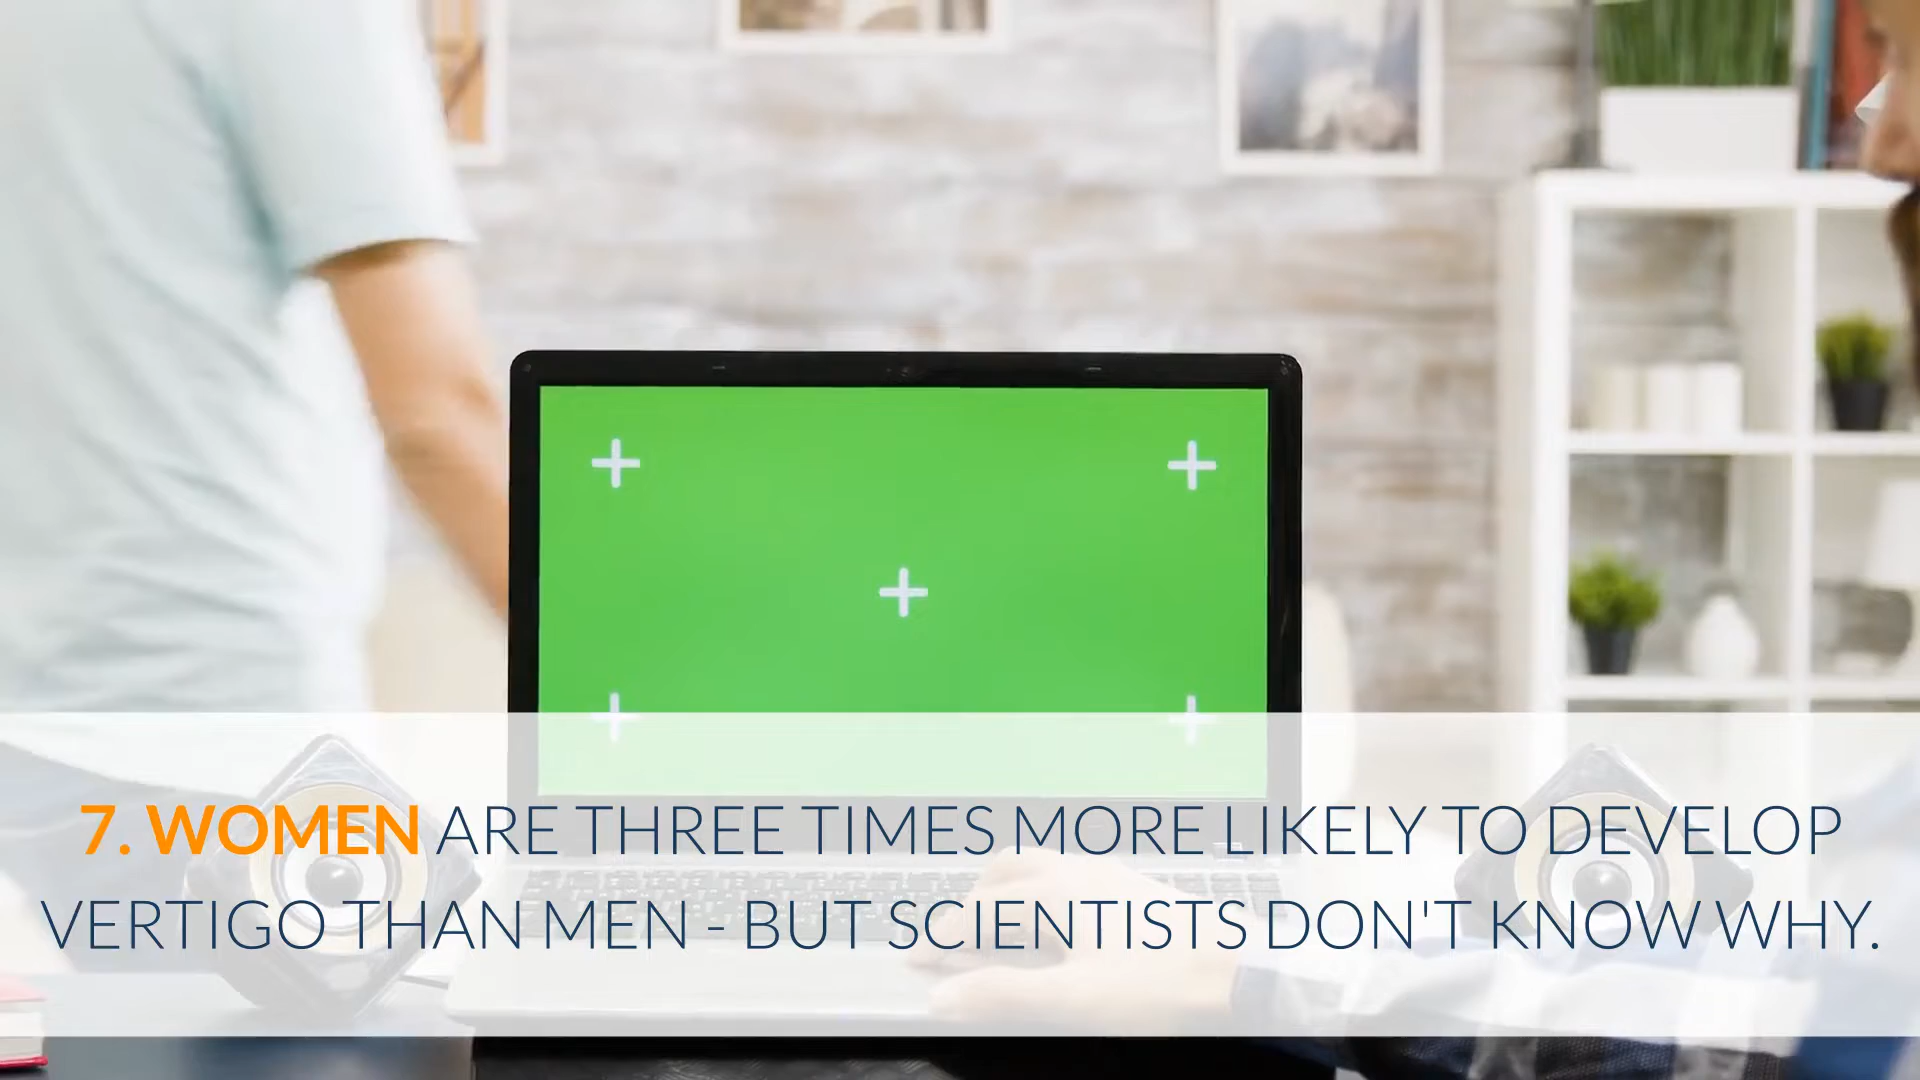 7. WOMEN ARE THREE TIMES MORE LIKELY TO DEVELOP
VERTIGO THAN MEN - BUT SCIENTISTS DON'T KNOW WHY.